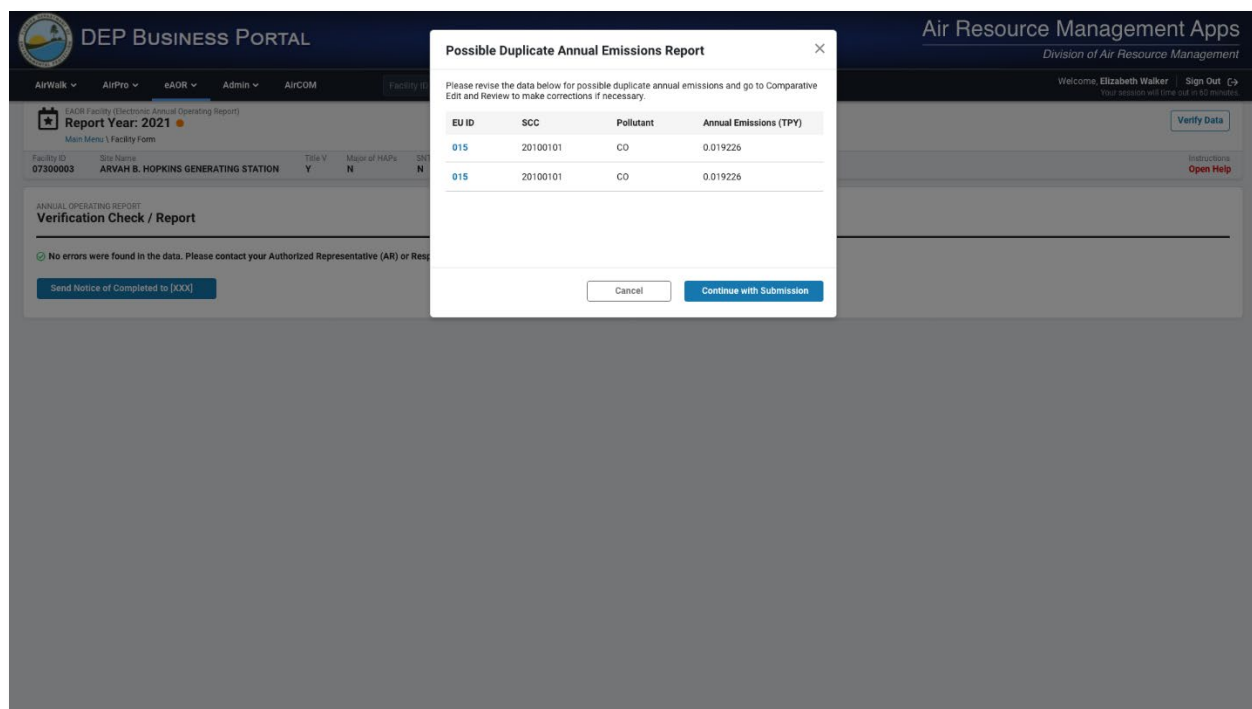 DEP BUSINESS PORTAL
Air Resource Management Apps
Division of Air Resource Management
AirWalk
AirPro
eAOR
Admin
AirCOM
Facility ID
Welcome, Elizabeth Walker
Sign Out
Your session will time out in 60 minutes.
EAOR Facility (Electronic Annual Operating Report)
Report Year: 2021
Main Menu \ Facility Form
Verify Data
Facility ID
Site Name
Title V
Major of HAPs
07300003
ARVAH B. HOPKINS GENERATING STATION
Y
N
N
Instructions
Open Help
ANNUAL OPERATING REPORT
Verification Check / Report
No errors were found in the data. Please contact your Authorized Representative (AR) or
Send Notice of Completed to [XXX]
Possible Duplicate Annual Emissions Report
Please revise the data below for possible duplicate annual emissions and go to Comparative
Edit and Review to make corrections if necessary.
EU ID SCC Pollutant Annual Emissions (TPY)
015 20100101 CO 0.019226
015 20100101 CO 0.019226
Cancel
Continue with Submission